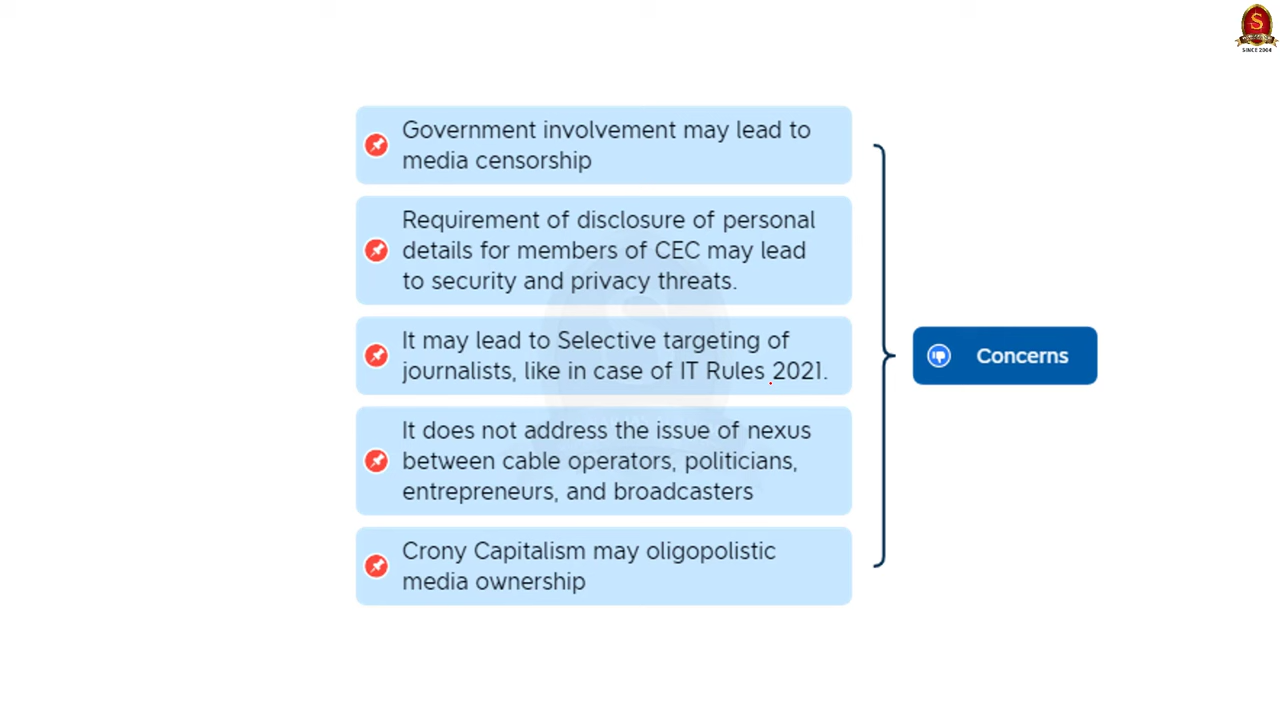 S
SINCE 2004
Government involvement may lead to
media censorship
Requirement of disclosure of personal
details for members of CEC may lead
to security and privacy threats.
It may lead to Selective targeting of
journalists, like in case of IT Rules 2021.
It does not address the issue of nexus
between cable operators, politicians,
entrepreneurs, and broadcasters
Crony Capitalism may oligopolistic
media ownership
Concerns